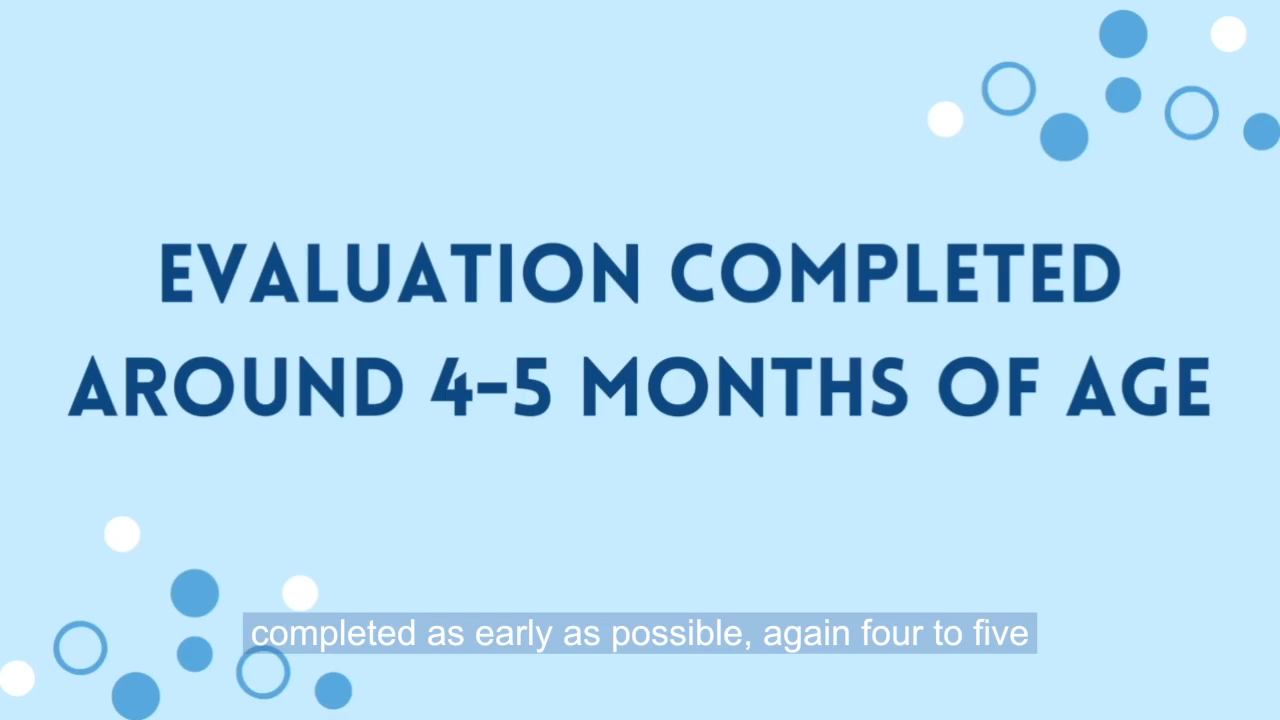 EVALUATION COMPLETED
AROUND 4-5 MONTHS OF AGE
completed as early as possible, again four to five